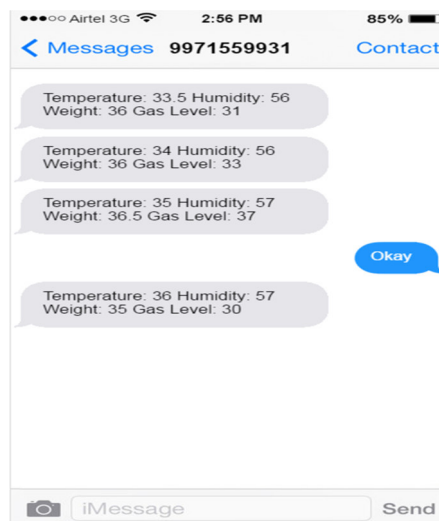 Airtel 3G 2:56 PM 85%
Messages 9971559931 Contact
Temperature: 33.5 Humidity: 56
Weight: 36 Gas Level: 31
Temperature: 34 Humidity: 56
Weight: 36 Gas Level: 33
Temperature: 35 Humidity: 57
Weight: 36.5 Gas Level: 37
Okay
Temperature: 36 Humidity: 57
Weight: 35 Gas Level: 30
iMessage Send